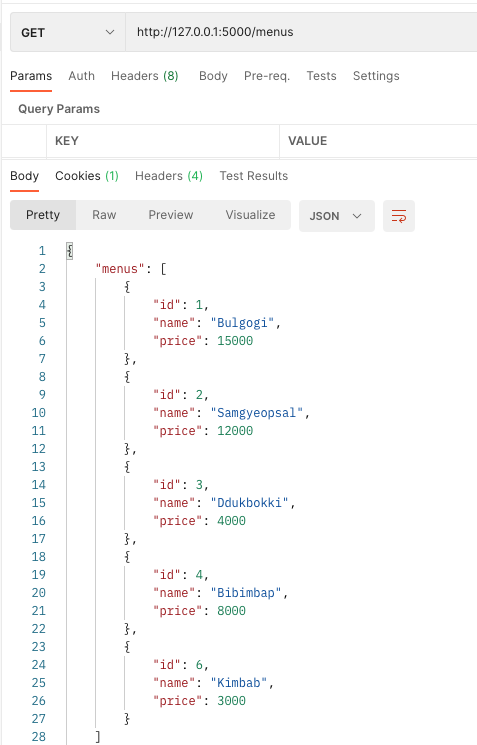 GET http://127.0.0.1:5000/menus
Params Auth Headers (8) Body Pre-req. Tests Settings
Query Params
KEY VALUE
Body Cookies (1) Headers (4) Test Results
Pretty Raw Preview Visualize JSON
1 {
2 "menus": [
3 {
4 "id": 1,
5 "name": "Bulgogi",
6 "price": 15000
7 },
8 {
9 "id": 2,
10 "name": "Samgyeopsal",
11 "price": 12000
12 },
13 {
14 "id": 3,
15 "name": "Ddukbokki",
16 "price": 4000
17 },
18 {
19 "id": 4,
20 "name": "Bibimbap",
21 "price": 8000
22 },
23 {
24 "id": 6,
25 "name": "Kimbab",
26 "price": 3000
27 }
28 ]